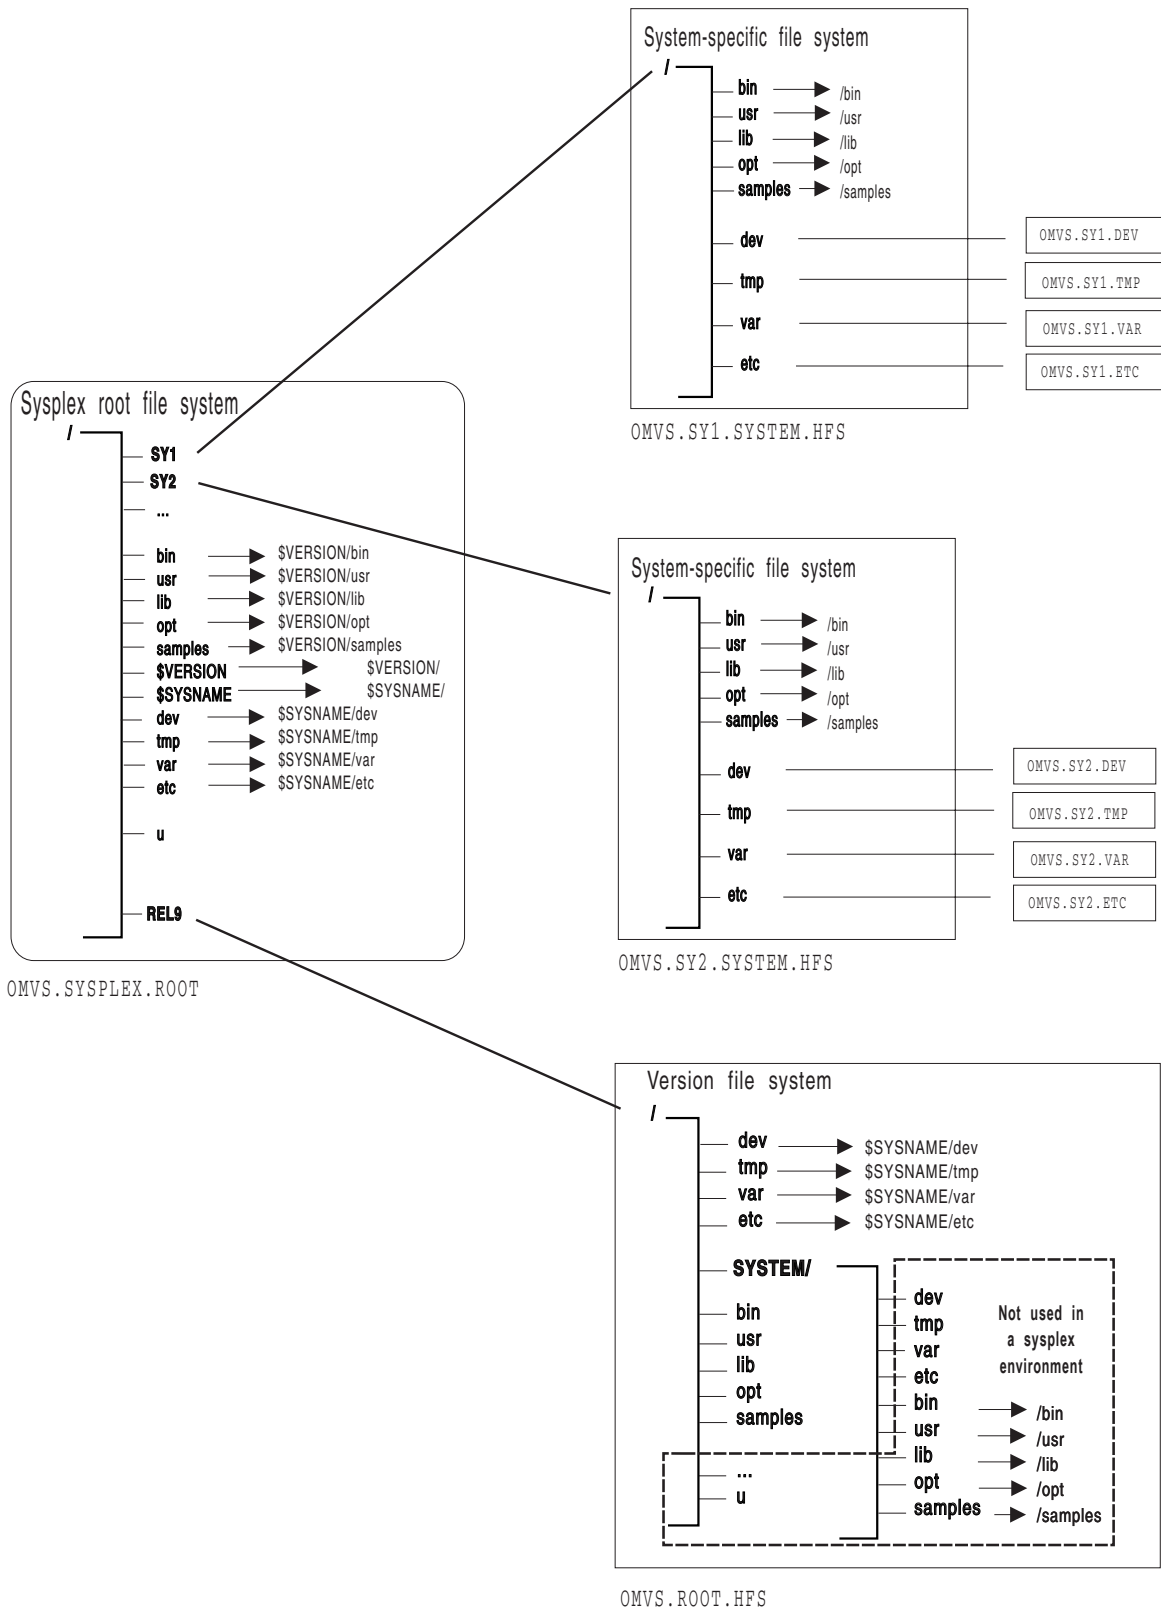 System-specific file system
/
bin /bin
usr /usr
lib /lib
opt /opt
samples /samples
dev OMVS.SY1.DEV
tmp OMVS.SY1.TMP
var OMVS.SY1.VAR
etc OMVS.SY1.ETC
OMVS.SY1.SYSTEM.HFS
Sysplex root file system
/
SY1
SY2
...
bin $VERSION/bin
usr $VERSION/usr
lib $VERSION/lib
opt $VERSION/opt
samples $VERSION/samples
$VERSION $VERSION/
$SYSNAME $SYSNAME/
dev $SYSNAME/dev
tmp $SYSNAME/tmp
var $SYSNAME/var
etc $SYSNAME/etc
u
REL9
OMVS.SYSPLEX.ROOT
System-specific file system
/
bin /bin
usr /usr
lib /lib
opt /opt
samples /samples
dev OMVS.SY2.DEV
tmp OMVS.SY2.TMP
var OMVS.SY2.VAR
etc OMVS.SY2.ETC
OMVS.SY2.SYSTEM.HFS
Version file system
/
dev $SYSNAME/dev
tmp $SYSNAME/tmp
var $SYSNAME/var
etc $SYSNAME/etc
SYSTEM/
bin
usr
lib
opt
samples
...
u
dev
tmp
var
etc
bin /bin
usr /usr
lib /lib
opt /opt
samples /samples
Not used in
a sysplex
environment
OMVS.ROOT.HFS